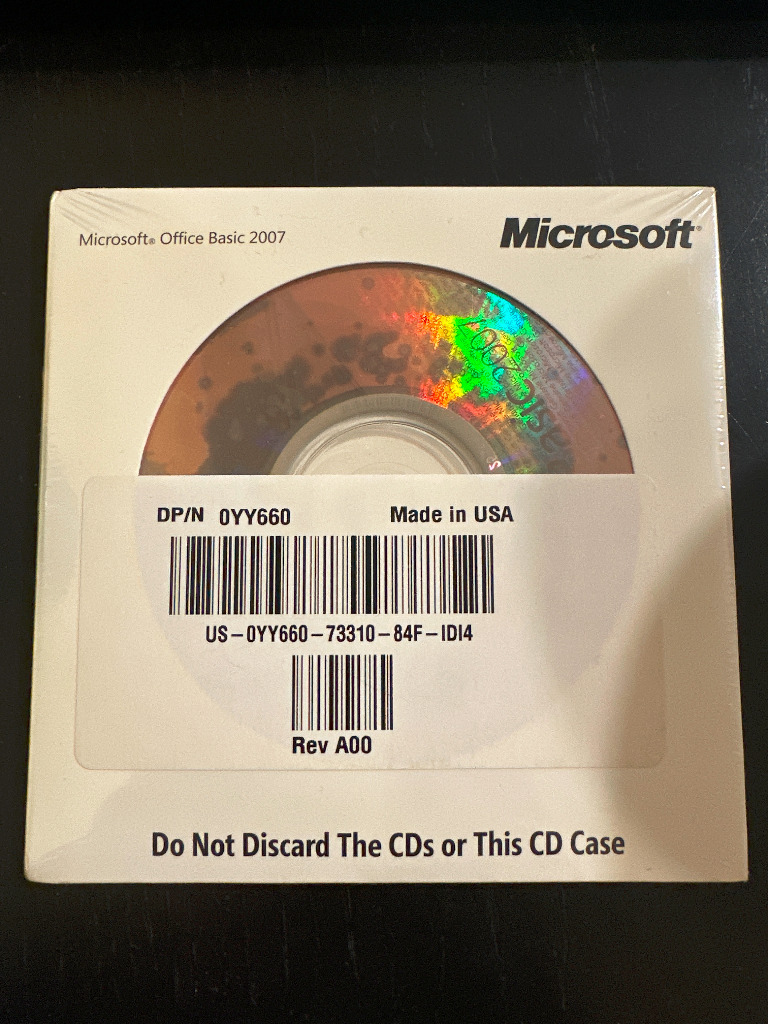 Microsoft® Office Basic 2007
Microsoft®
DP/N 0YY660 Made in USA
US-0YY660-73310-84F-IDI4
Rev A00
Do Not Discard The CDs or This CD Case